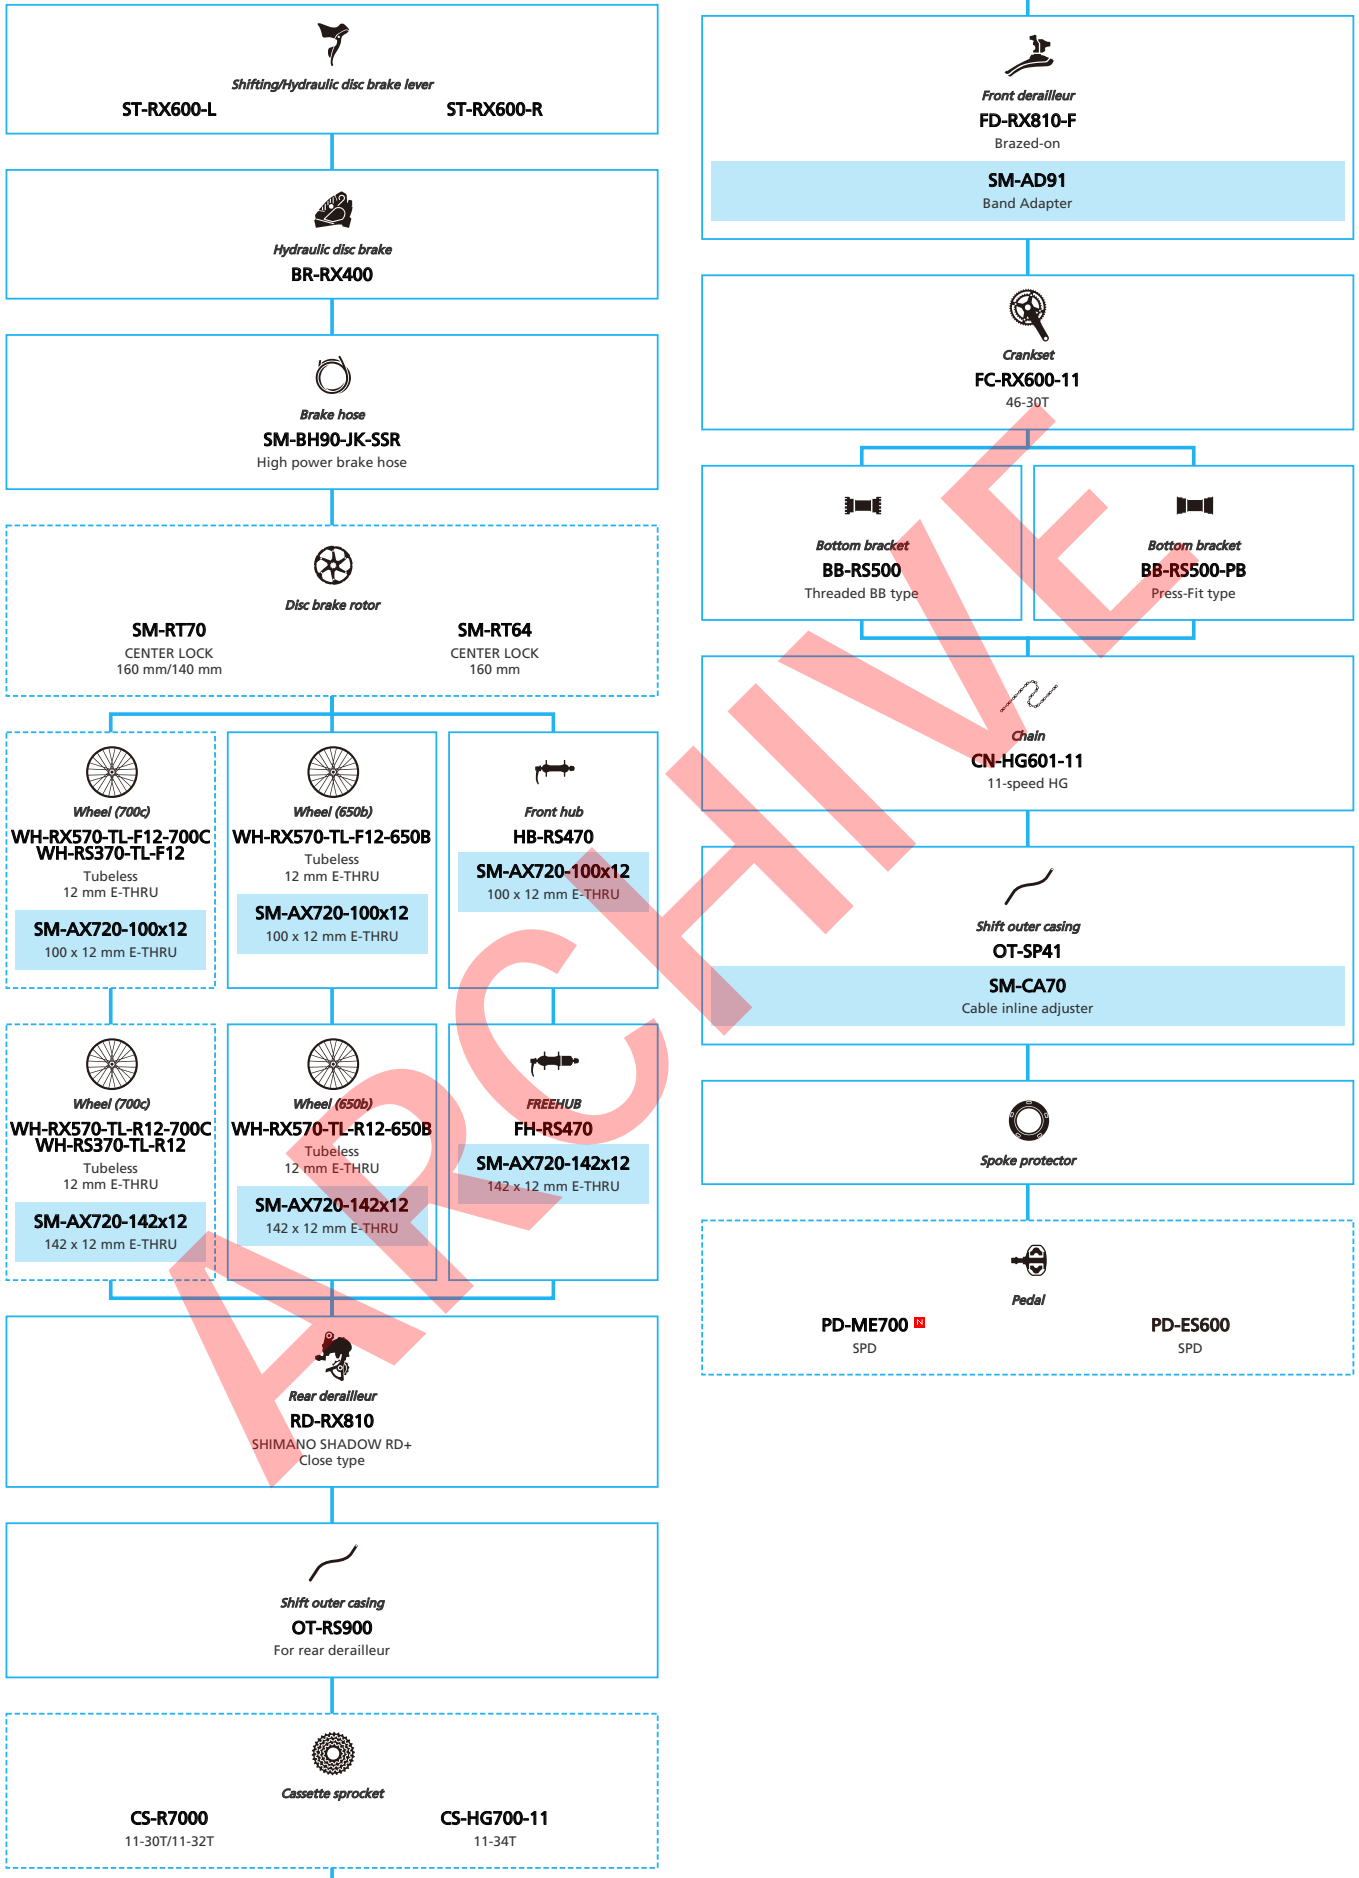 Shifting/Hydraulic disc brake lever
ST-RX600-L
ST-RX600-R
Hydraulic disc brake
BR-RX400
Brake hose
SM-BH90-JK-SSR
High power brake hose
Disc brake rotor
SM-RT70
CENTER LOCK
160 mm/140 mm
SM-RT64
CENTER LOCK
160 mm
Wheel (700c)
WH-RX570-TL-F12-700C
WH-RS370-TL-F12
Tubeless
12 mm E-THRU
SM-AX720-100x12
100 x 12 mm E-THRU
Wheel (650b)
WH-RX570-TL-F12-650B
Tubeless
12 mm E-THRU
SM-AX720-100x12
100 x 12 mm E-THRU
Front hub
HB-RS470
SM-AX720-100x12
100 x 12 mm E-THRU
Wheel (700c)
WH-RX570-TL-R12-700C
WH-RS370-TL-R12
Tubeless
12 mm E-THRU
SM-AX720-142x12
142 x 12 mm E-THRU
Wheel (650b)
WH-RX570-TL-R12-650B
Tubeless
12 mm E-THRU
SM-AX720-142x12
142 x 12 mm E-THRU
FREEHUB
FH-RS470
SM-AX720-142x12
142 x 12 mm E-THRU
Rear derailleur
RD-RX810
SHIMANO SHADOW RD+
Close type
Shift outer casing
OT-RS900
For rear derailleur
Cassette sprocket
CS-R7000
11-30T/11-32T
CS-HG700-11
11-34T
Front derailleur
FD-RX810-F
Brazed-on
SM-AD91
Band Adapter
Crankset
FC-RX600-11
46-30T
Bottom bracket
BB-RS500
Threaded BB type
Bottom bracket
BB-RS500-PB
Press-Fit type
Chain
CN-HG601-11
11-speed HG
Shift outer casing
OT-SP41
SM-CA70
Cable inline adjuster
Spoke protector
Pedal
PD-ME700 N
SPD
PD-ES600
SPD
ARCHIVE